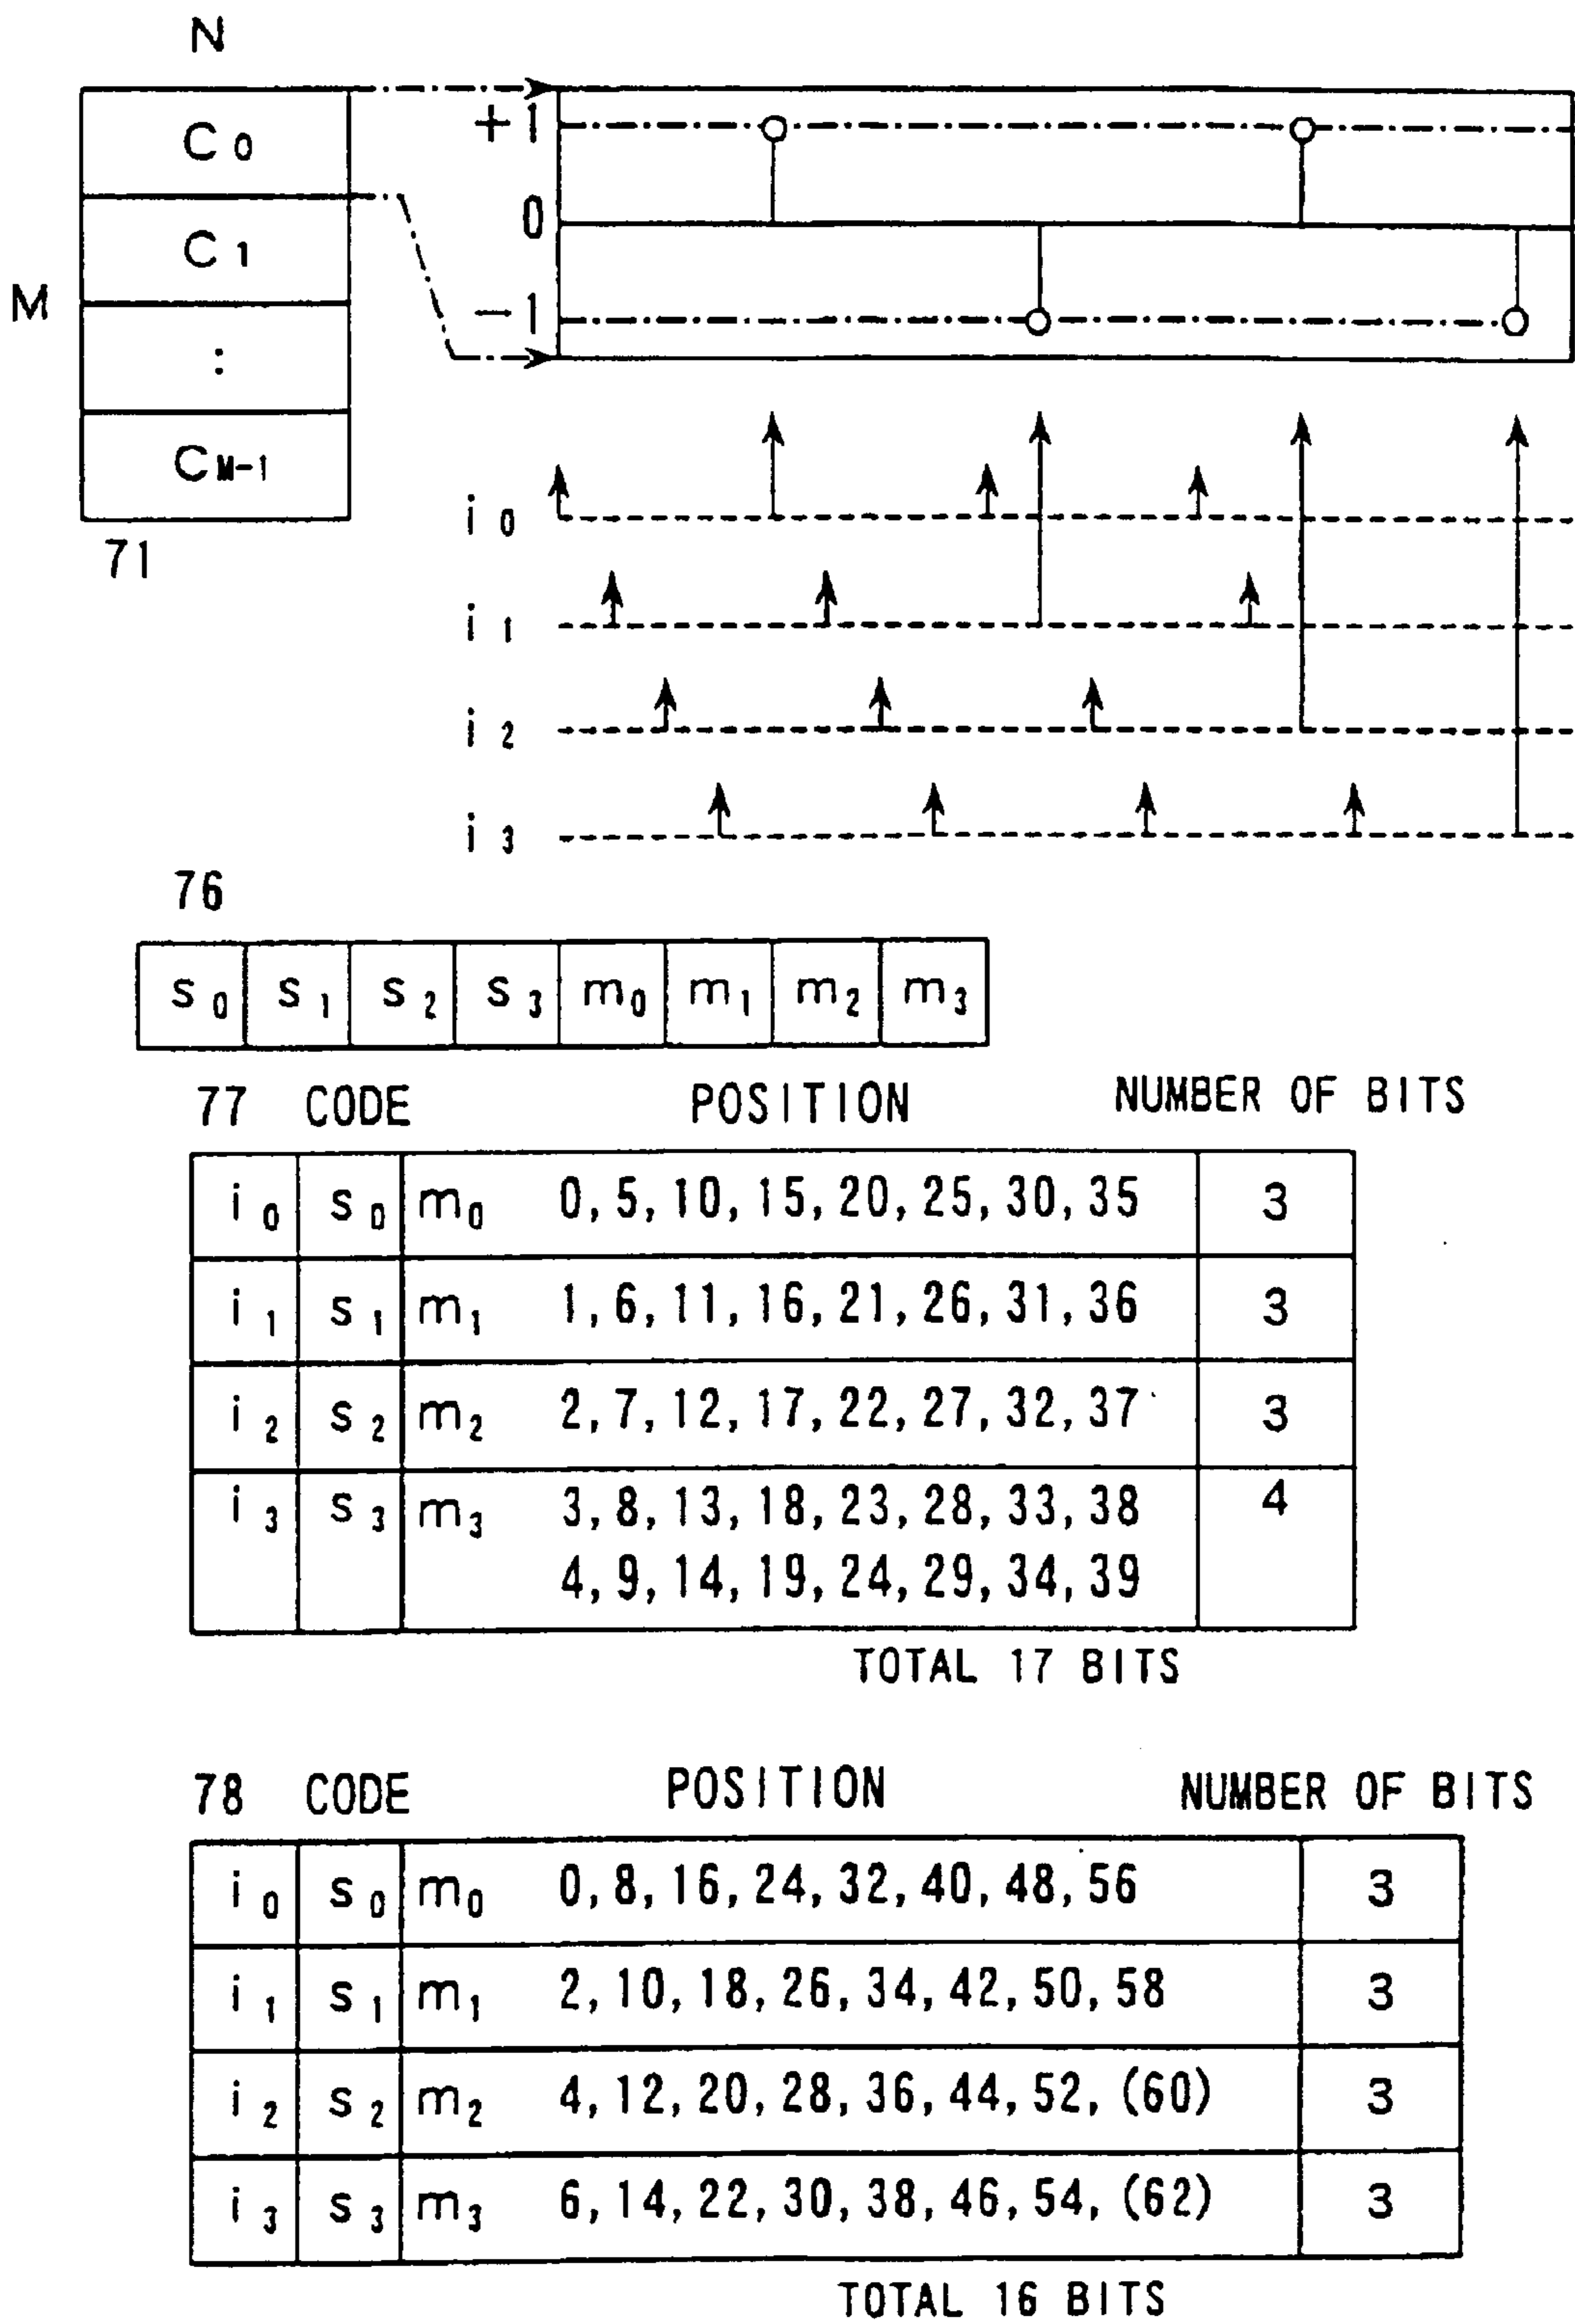 N
C0
C1
M
:
CM-1
71
+1
0
−1
i0
i1
i2
i3
76
s0 s1 s2 s3 m0 m1 m2 m3
77 CODE POSITION NUMBER OF BITS
i0 s0 m0 0, 5, 10, 15, 20, 25, 30, 35 3
i1 s1 m1 1, 6, 11, 16, 21, 26, 31, 36 3
i2 s2 m2 2, 7, 12, 17, 22, 27, 32, 37 3
i3 s3 m3 3, 8, 13, 18, 23, 28, 33, 38 4
4, 9, 14, 19, 24, 29, 34, 39
TOTAL 17 BITS
78 CODE POSITION NUMBER OF BITS
i0 s0 m0 0, 8, 16, 24, 32, 40, 48, 56 3
i1 s1 m1 2, 10, 18, 26, 34, 42, 50, 58 3
i2 s2 m2 4, 12, 20, 28, 36, 44, 52, (60) 3
i3 s3 m3 6, 14, 22, 30, 38, 46, 54, (62) 3
TOTAL 16 BITS